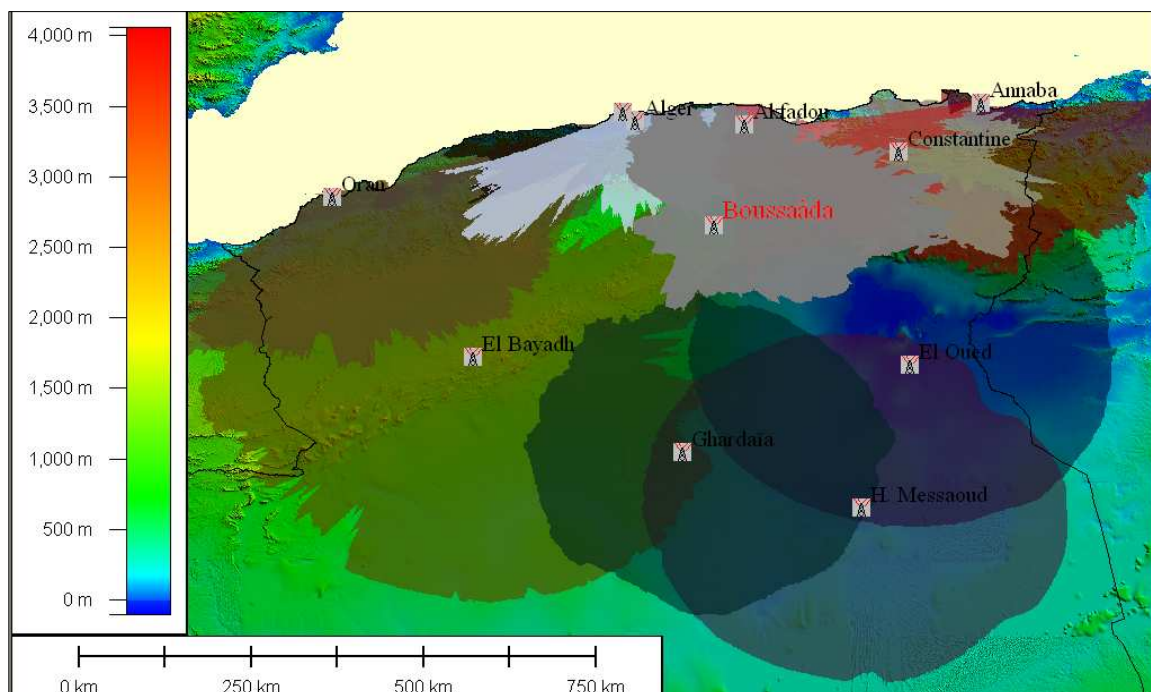 4,000 m
3,500 m
3,000 m
2,500 m
2,000 m
1,500 m
1,000 m
500 m
0 m
Annaba
Alger
Akfadou
Constantine
Oran
Boussaâda
El Bayadh
El Oued
Ghardaïa
H. Messaoud
0 km
250 km
500 km
750 km